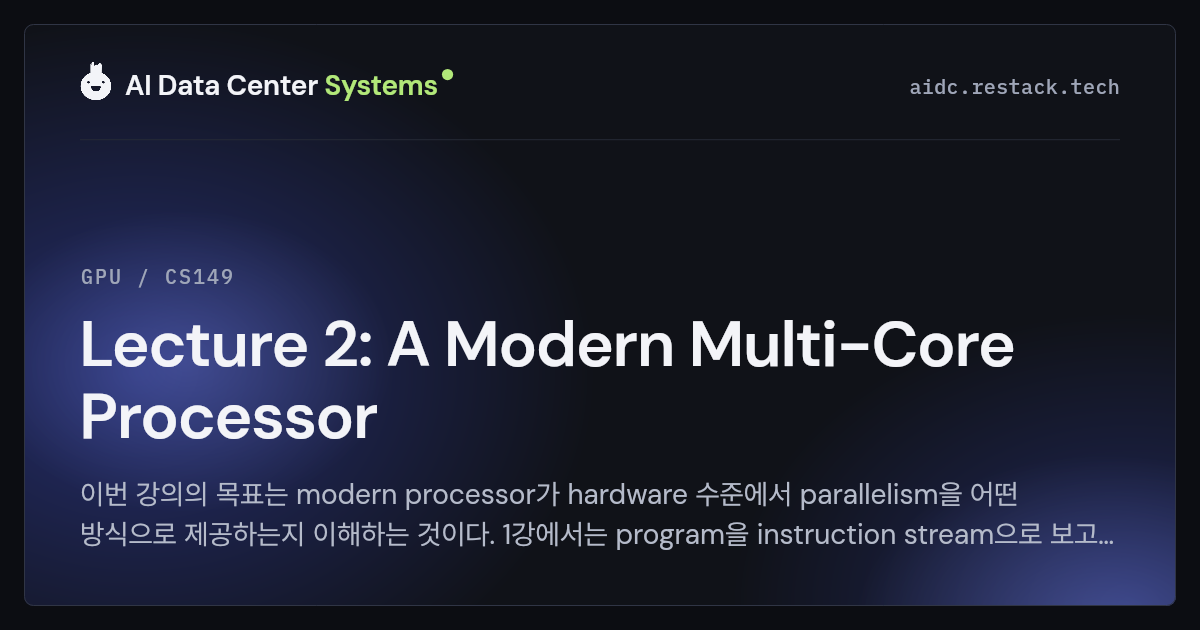 AI Data Center Systems
aidc.restack.tech
GPU / CS149
Lecture 2: A Modern Multi-Core
Processor
이번 강의의 목표는 modern processor가 hardware 수준에서 parallelism을 어떤
방식으로 제공하는지 이해하는 것이다. 1강에서는 program을 instruction stream으로 보고…